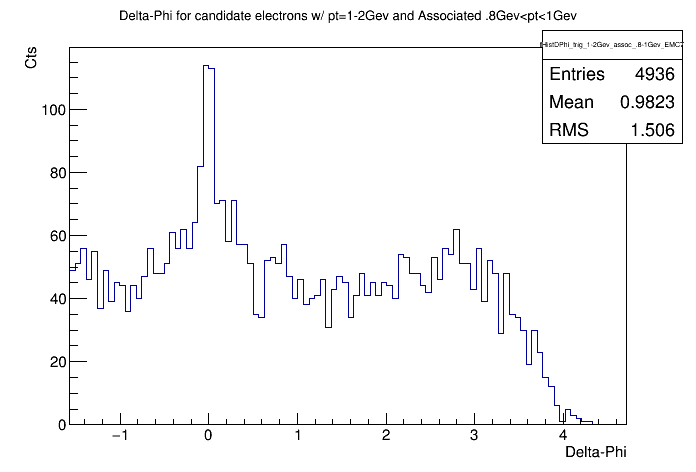 Delta-Phi for candidate electrons w/ pt=1-2Gev and Associated .8Gev<pt<1Gev
Cts
HistDPhi_trig_1-2Gev_assoc_.8-1Gev_EMC7
Entries 4936
Mean 0.9823
RMS 1.506
100
80
60
40
20
0
−1 0 1 2 3 4
Delta-Phi